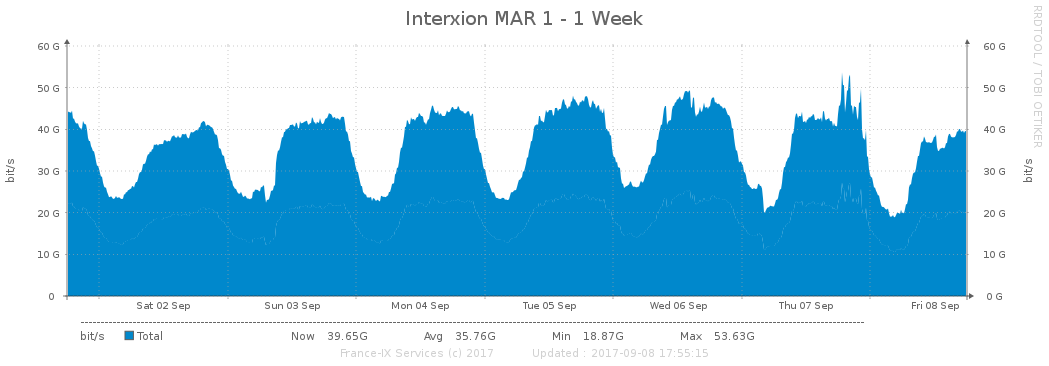 Interxion MAR 1 - 1 Week
RRDTOOL / TOBI OETIKER
60 G 60 G
50 G 50 G
40 G 40 G
30 G 30 G
20 G 20 G
10 G 10 G
0 0 G
bit/s
bit/s
Sat 02 Sep Sun 03 Sep Mon 04 Sep Tue 05 Sep Wed 06 Sep Thu 07 Sep Fri 08 Sep
bit/s Total Now 39.65G Avg 35.76G Min 18.87G Max 53.63G
France-IX Services (c) 2017 Updated : 2017-09-08 17:55:15